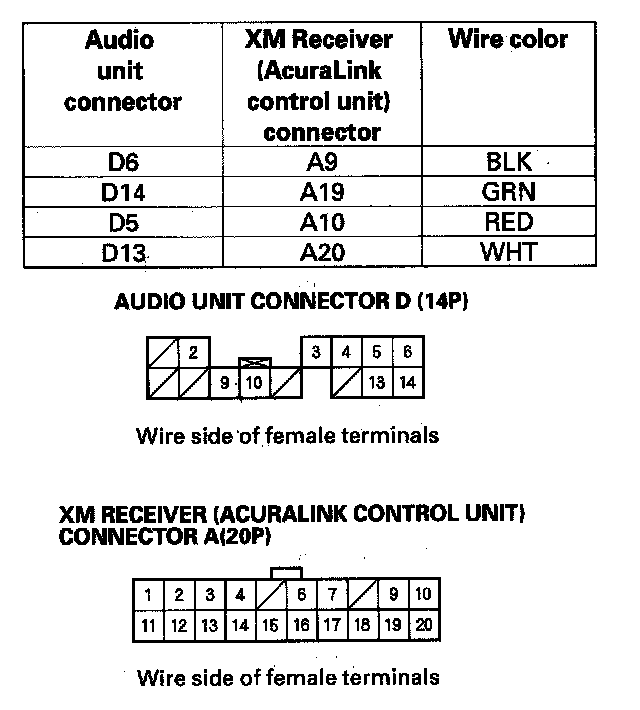 Audio unit connector XM Receiver (AcuraLink control unit) connector Wire color
D6 A9 BLK
D14 A19 GRN
D5 A10 RED
D13 A20 WHT
AUDIO UNIT CONNECTOR D (14P)
2 3 4 5 6
9 10 13 14
Wire side of female terminals
XM RECEIVER (ACURALINK CONTROL UNIT)
CONNECTOR A(20P)
1 2 3 4 6 7 9 10
11 12 13 14 15 16 17 18 19 20
Wire side of female terminals